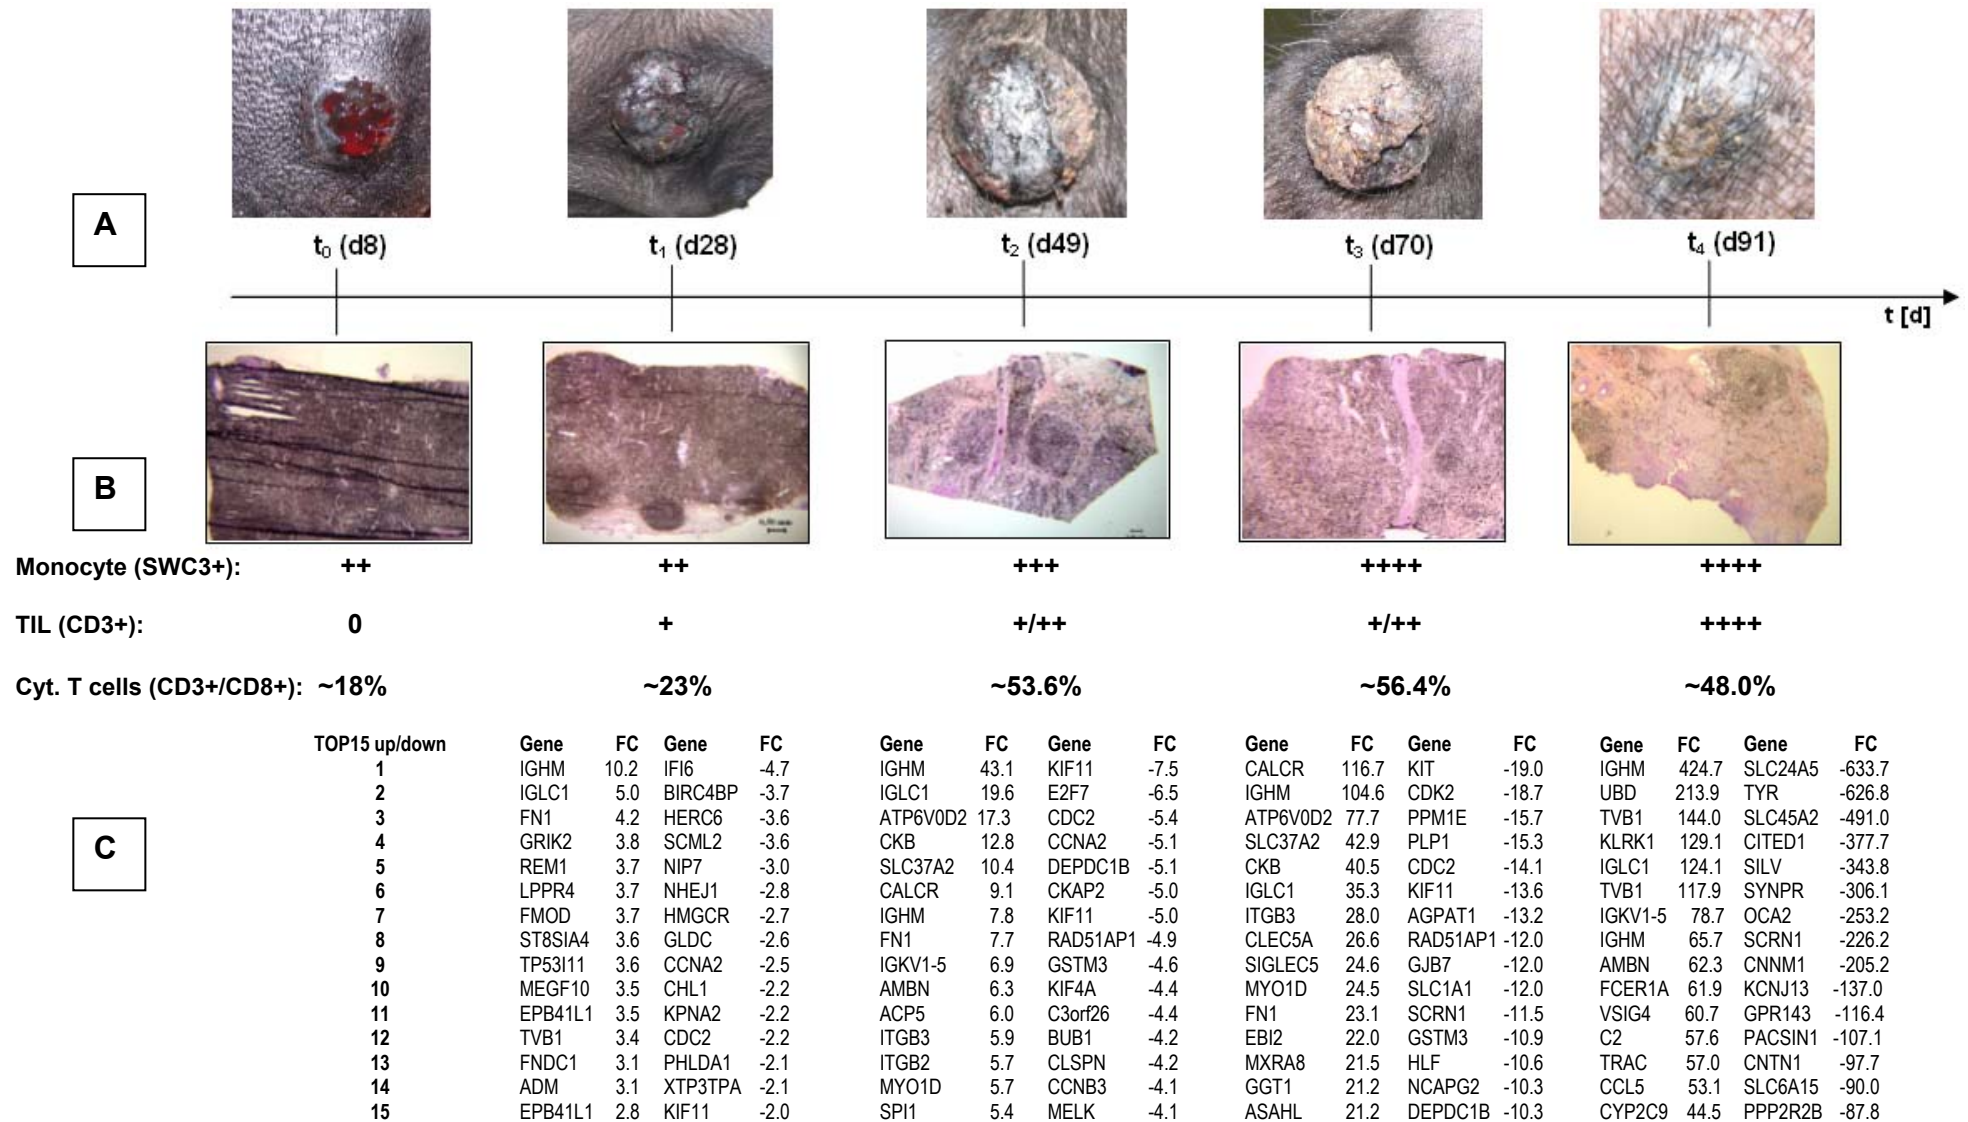 A
t0 (d8) t1 (d28) t2 (d49) t3 (d70) t4 (d91)
t [d]
B
Monocyte (SWC3+): ++ ++ +++ ++++ ++++
TIL (CD3+): 0 + +/++ +/++ ++++
Cyt. T cells (CD3+/CD8+): ~18% ~23% ~53.6% ~56.4% ~48.0%
C
TOP15 up/down Gene FC Gene FC Gene FC Gene FC Gene FC Gene FC Gene FC Gene FC
1 IGHM 10.2 IFI6 -4.7 IGHM 43.1 KIF11 -7.5 CALCR 116.7 KIT -19.0 IGHM 424.7 SLC24A5 -633.7
2 IGLC1 5.0 BIRC4BP -3.7 IGLC1 19.6 E2F7 -6.5 IGHM 104.6 CDK2 -18.7 UBD 213.9 TYR -626.8
3 FN1 4.2 HERC6 -3.6 ATP6V0D2 17.3 CDC2 -5.4 ATP6V0D2 77.7 PPM1E -15.7 TVB1 144.0 SLC45A2 -491.0
4 GRIK2 3.8 SCML2 -3.6 CKB 12.8 CCNA2 -5.1 SLC37A2 42.9 PLP1 -15.3 KLRK1 129.1 CITED1 -377.7
5 REM1 3.7 NIP7 -3.0 SLC37A2 10.4 DEPDC1B -5.1 CKB 40.5 CDC2 -14.1 IGLC1 124.1 SILV -343.8
6 LPPR4 3.7 NHEJ1 -2.8 CALCR 9.1 CKAP2 -5.0 IGLC1 35.3 KIF11 -13.6 TVB1 117.9 SYNPR -306.1
7 FMOD 3.7 HMGCR -2.7 IGHM 7.8 KIF11 -5.0 ITGB3 28.0 AGPAT1 -13.2 IGKV1-5 78.7 OCA2 -253.2
8 ST8SIA4 3.6 GLDC -2.6 FN1 7.7 RAD51AP1 -4.9 CLEC5A 26.6 RAD51AP1 -12.0 IGHM 65.7 SCRN1 -226.2
9 TP53I11 3.6 CCNA2 -2.5 IGKV1-5 6.9 GSTM3 -4.6 SIGLEC5 24.6 GJB7 -12.0 AMBN 62.3 CNNM1 -205.2
10 MEGF10 3.5 CHL1 -2.2 AMBN 6.3 KIF4A -4.4 MYO1D 24.5 SLC1A1 -12.0 FCER1A 61.9 KCNJ13 -137.0
11 EPB41L1 3.5 KPNA2 -2.2 ACP5 6.0 C3orf26 -4.4 FN1 23.1 SCRN1 -11.5 VSIG4 60.7 GPR143 -116.4
12 TVB1 3.4 CDC2 -2.2 ITGB3 5.9 BUB1 -4.2 EBI2 22.0 GSTM3 -10.9 C2 57.6 PACSIN1 -107.1
13 FNDC1 3.1 PHLDA1 -2.1 ITGB2 5.7 CLSPN -4.2 MXRA8 21.5 HLF -10.6 TRAC 57.0 CNTN1 -97.7
14 ADM 3.1 XTP3TPA -2.1 MYO1D 5.7 CCNB3 -4.1 GGT1 21.2 NCAPG2 -10.3 CCL5 53.1 SLC6A15 -90.0
15 EPB41L1 2.8 KIF11 -2.0 SPI1 5.4 MELK -4.1 ASAHL 21.2 DEPDC1B -10.3 CYP2C9 44.5 PPP2R2B -87.8